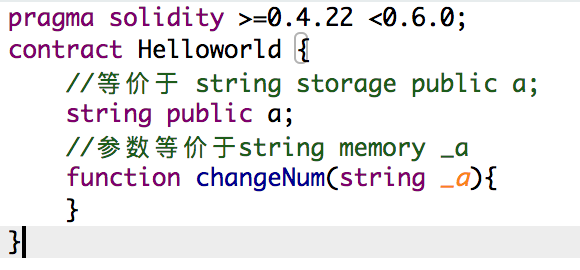 pragma solidity >=0.4.22 <0.6.0;
contract Helloworld {
    //等价于 string storage public a;
    string public a;
    //参数等价于string memory _a
    function changeNum(string _a){
    }
}